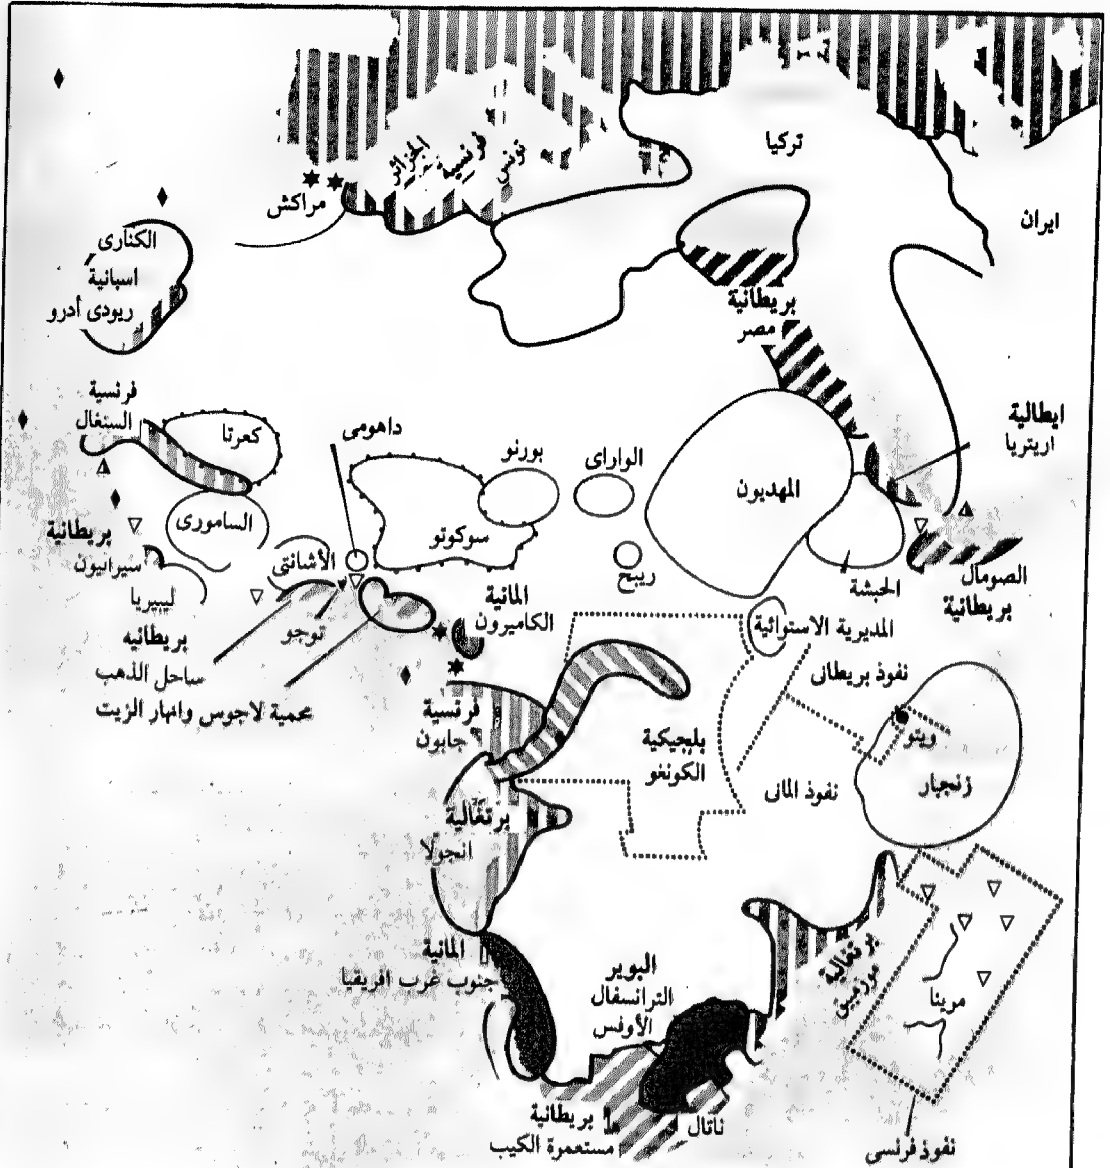 تركيا
ايران
الجزائر
فرنسية
تونس
مراكش
الكنارى
اسبانية
ريودى أدرو
بريطانية
مصر
ايطالية
اريتريا
فرنسية
السنغال
كعرتا
داهومى
بورنو
الواراى
المهديون
سوكوتو
السامورى
بريطانية
سيراليون
ليبيريا
الأشانتى
ربيح
الحبشة
الصومال
بريطانية
المانية
الكاميرون
المديرية الاستوائية
توجو
بريطانيه
ساحل الذهب
محمية لاجوس وانهار الزيت
نفوذ بريطانى
فرنسية
جابون
بلجيكية
الكونغو
ويتو
زنجبار
نفوذ المانى
برتغالية
انجولا
المانية
جنوب غرب افريقيا
البوير
الترانسفال
الأوفس
برتغالية
موزمبيق
مرينا
بريطانية
مستعمرة الكيب
ناتال
نفوذ فرنسى